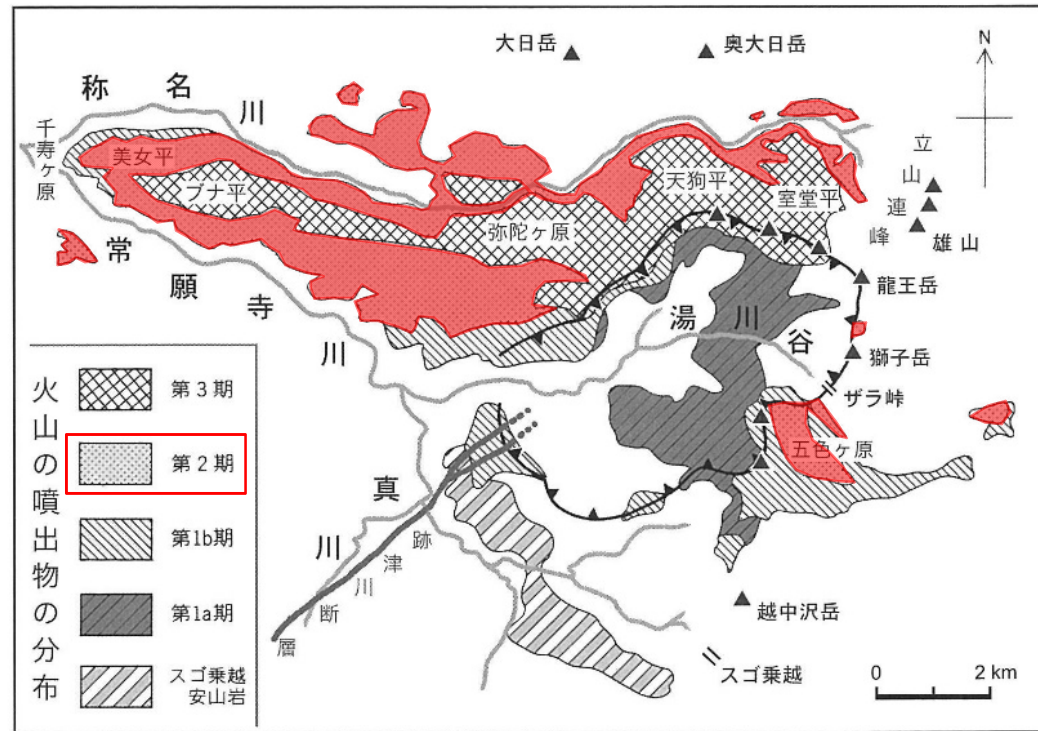 大日岳
奥大日岳
N
称名川
千寿ヶ原
美女平
ブナ平
天狗平
室堂平
弥陀ヶ原
立山連峰
雄山
常願寺川
龍王岳
湯川谷
獅子岳
ザラ峠
五色ヶ原
真川
跡津川断層
越中沢岳
スゴ乗越
火山の噴出物の分布
第3期
第2期
第1b期
第1a期
スゴ乗越
安山岩
0 2 km